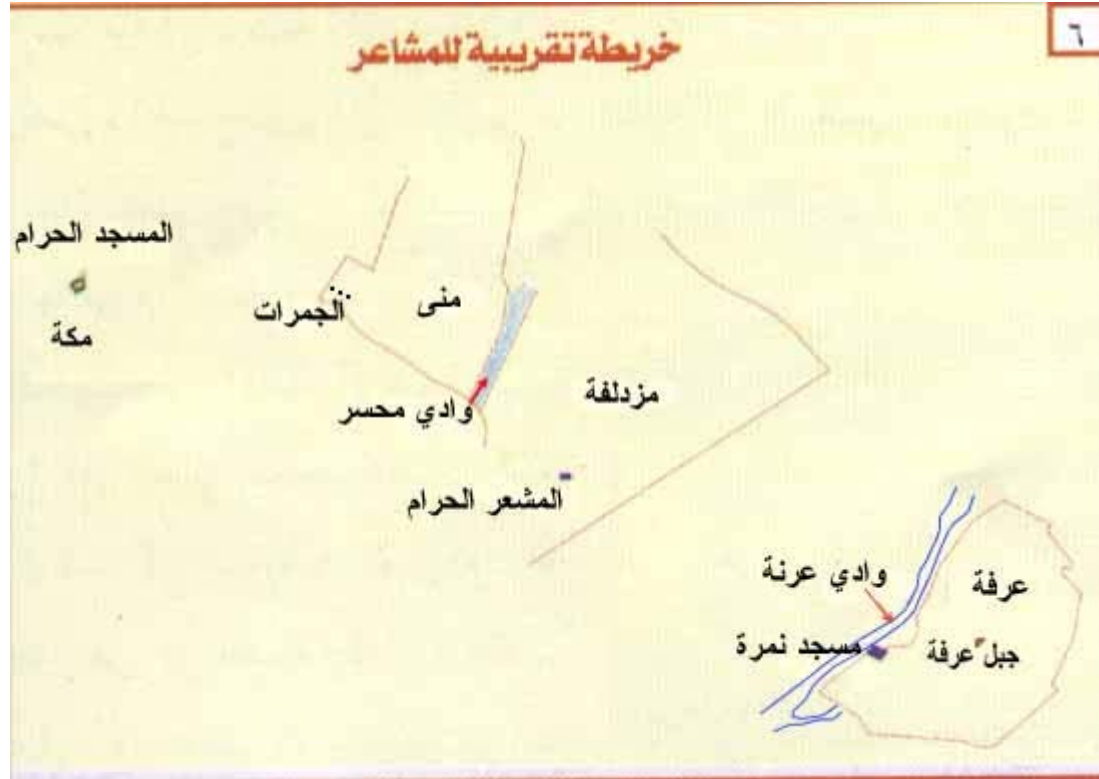 ٦
خريطة تقريبية للمشاعر
المسجد الحرام
مكة
الجمرات
منى
وادي محسر
مزدلفة
المشعر الحرام
وادي عرنة
عرفة
مسجد نمرة
جبل عرفة